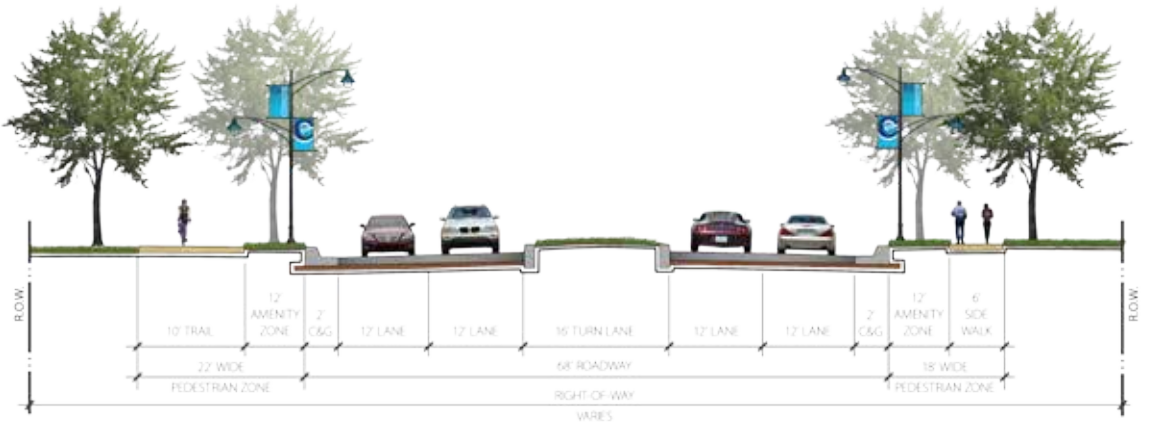 R.O.W.
10' TRAIL
12'
AMENITY
ZONE
2'
C&G
12' LANE
12' LANE
16' TURN LANE
12' LANE
12' LANE
2'
C&G
12'
AMENITY
ZONE
6'
SIDE
WALK
R.O.W.
22' WIDE
PEDESTRIAN ZONE
68' ROADWAY
18' WIDE
PEDESTRIAN ZONE
RIGHT-OF-WAY
VARIES